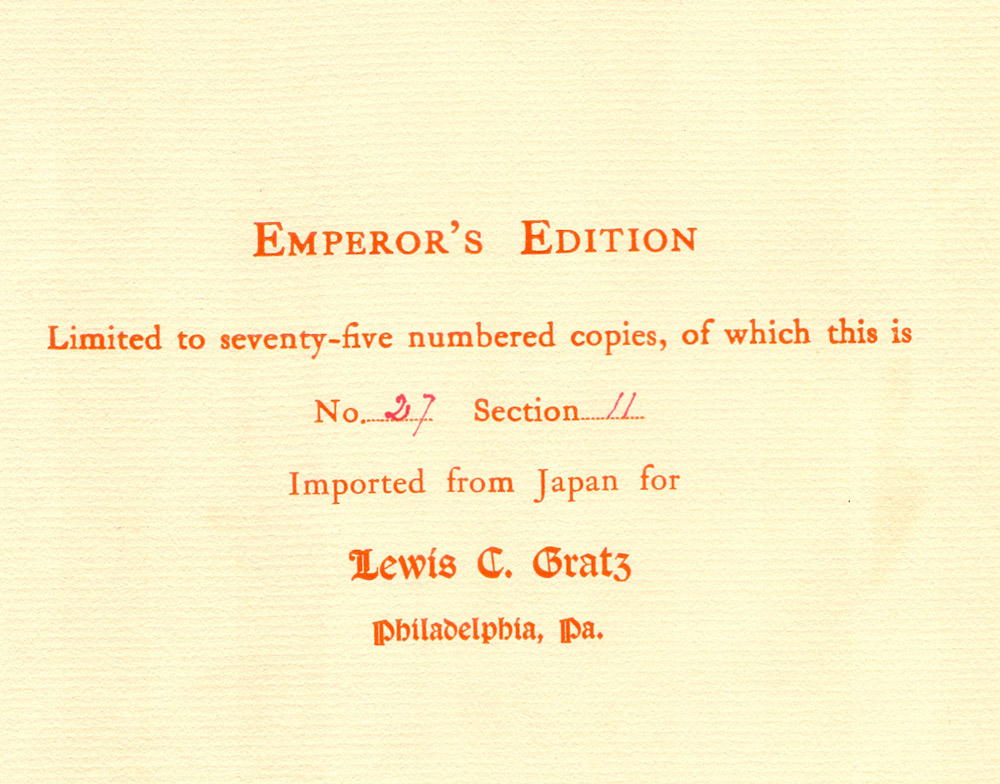 EMPEROR'S EDITION
Limited to seventy-five numbered copies, of which this is
No. 27 Section 11
Imported from Japan for
Lewis C. Gratz
Philadelphia, Pa.